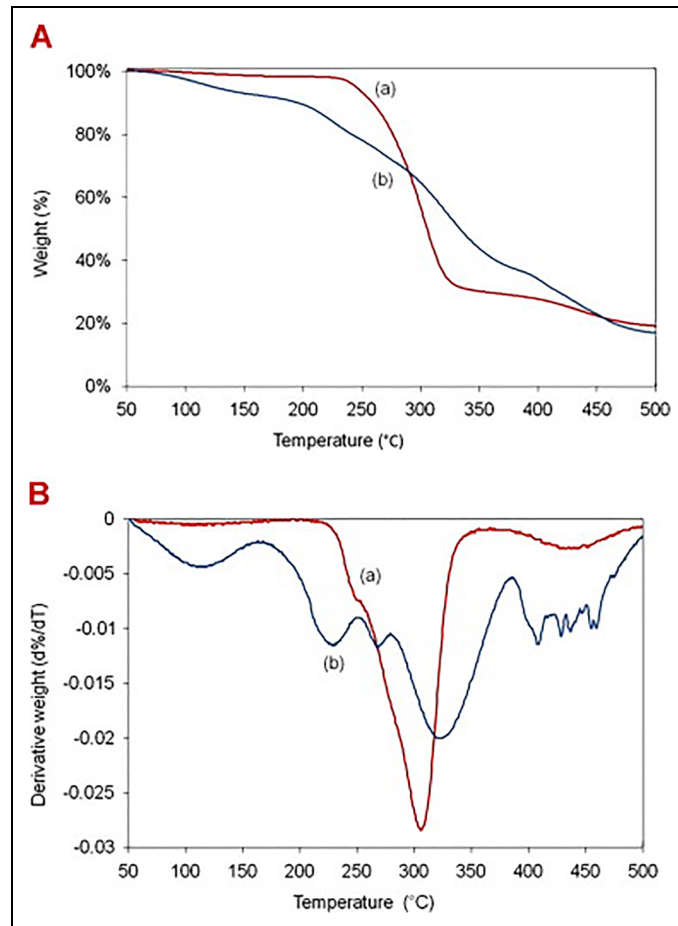 A
100%
(a)
80%
(b)
60%
40%
20%
0%
Weight (%)
50 100 150 200 250 300 350 400 450 500
Temperature (°C)
B
0
-0.005
(a)
-0.01
(b)
-0.015
-0.02
-0.025
-0.03
Derivative weight (d%/dT)
50 100 150 200 250 300 350 400 450 500
Temperature (°C)